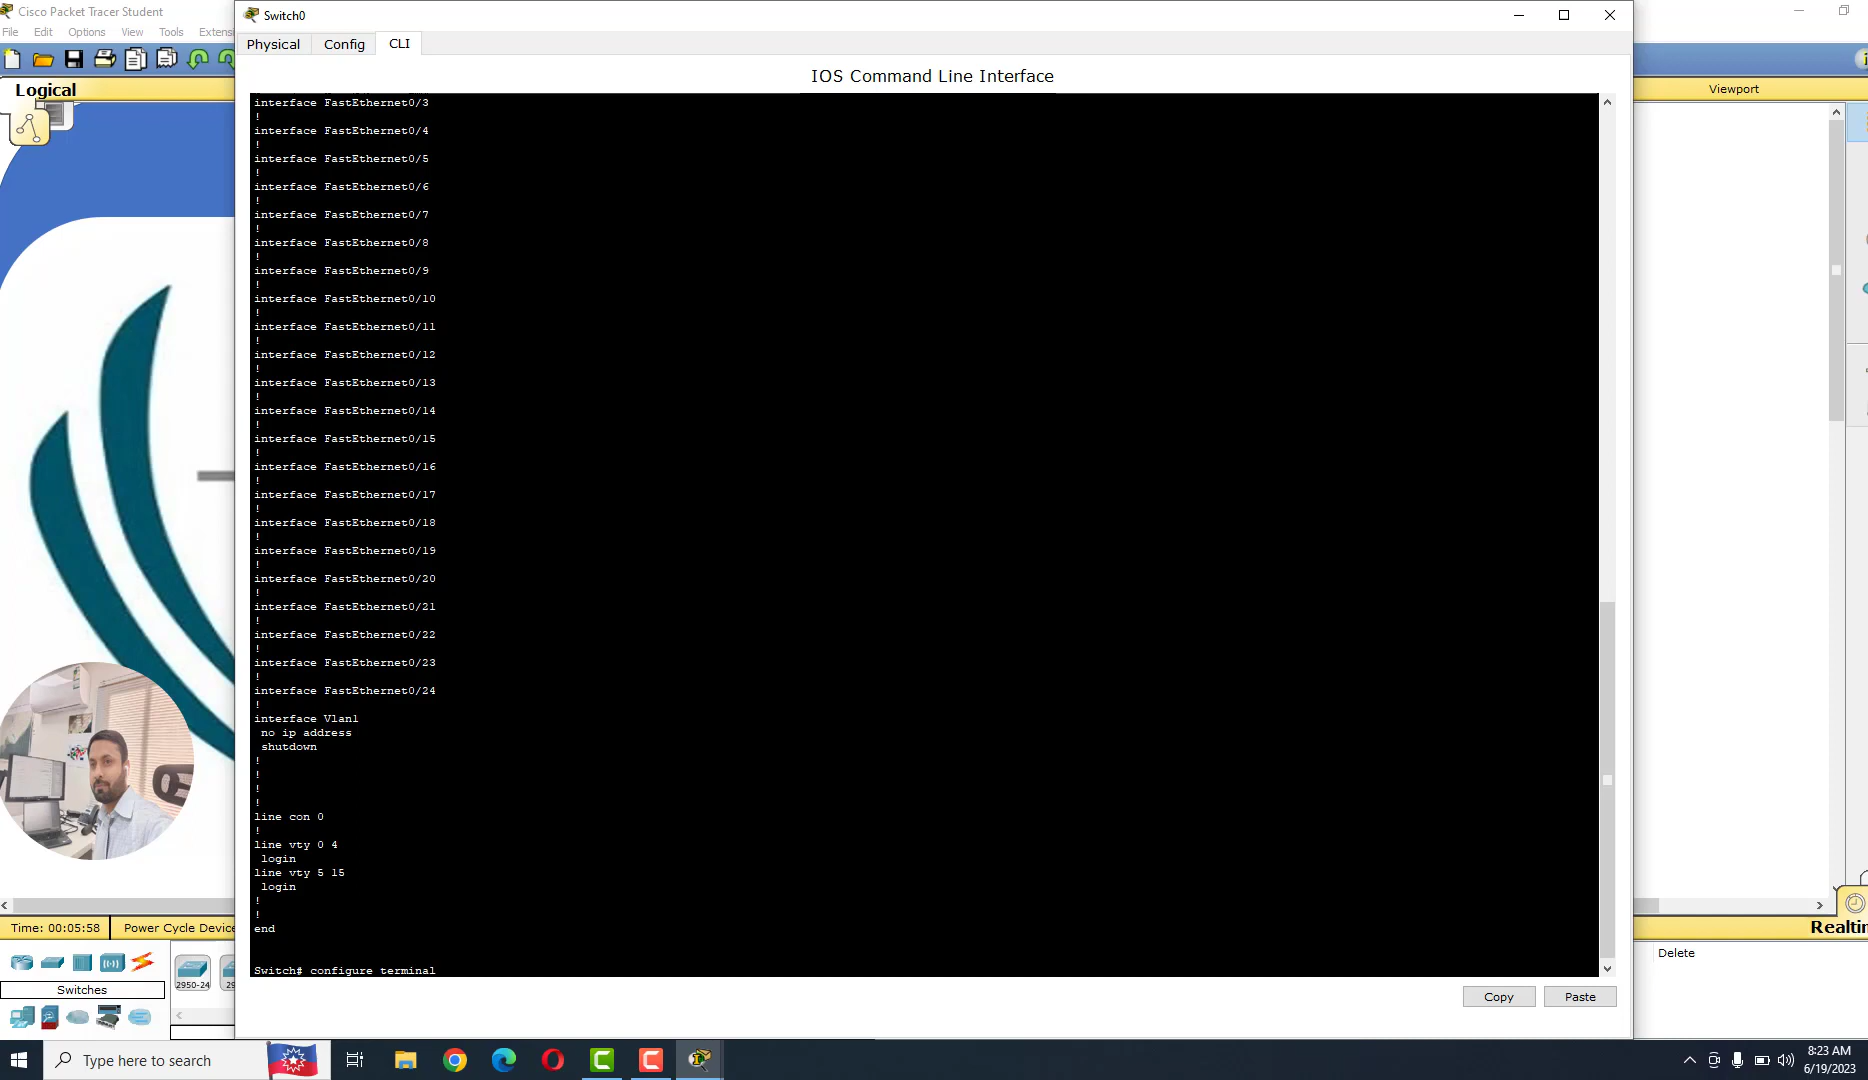 Cisco Packet Tracer Student
File Edit Options View Tools Extens
Logical
Viewport
Switch0
Physical Config CLI
IOS Command Line Interface
interface FastEthernet0/3
!
interface FastEthernet0/4
!
interface FastEthernet0/5
!
interface FastEthernet0/6
!
interface FastEthernet0/7
!
interface FastEthernet0/8
!
interface FastEthernet0/9
!
interface FastEthernet0/10
!
interface FastEthernet0/11
!
interface FastEthernet0/12
!
interface FastEthernet0/13
!
interface FastEthernet0/14
!
interface FastEthernet0/15
!
interface FastEthernet0/16
!
interface FastEthernet0/17
!
interface FastEthernet0/18
!
interface FastEthernet0/19
!
interface FastEthernet0/20
!
interface FastEthernet0/21
!
interface FastEthernet0/22
!
interface FastEthernet0/23
!
interface FastEthernet0/24
!
interface Vlan1
no ip address
shutdown
!
!
!
!
line con 0
!
line vty 0 4
login
line vty 5 15
login
!
!
end
Switch# configure terminal
Copy Paste
Time: 00:05:58 Power Cycle Device
Realtim
Delete
2950-24 29
Switches
Type here to search
8:23 AM
6/19/2023